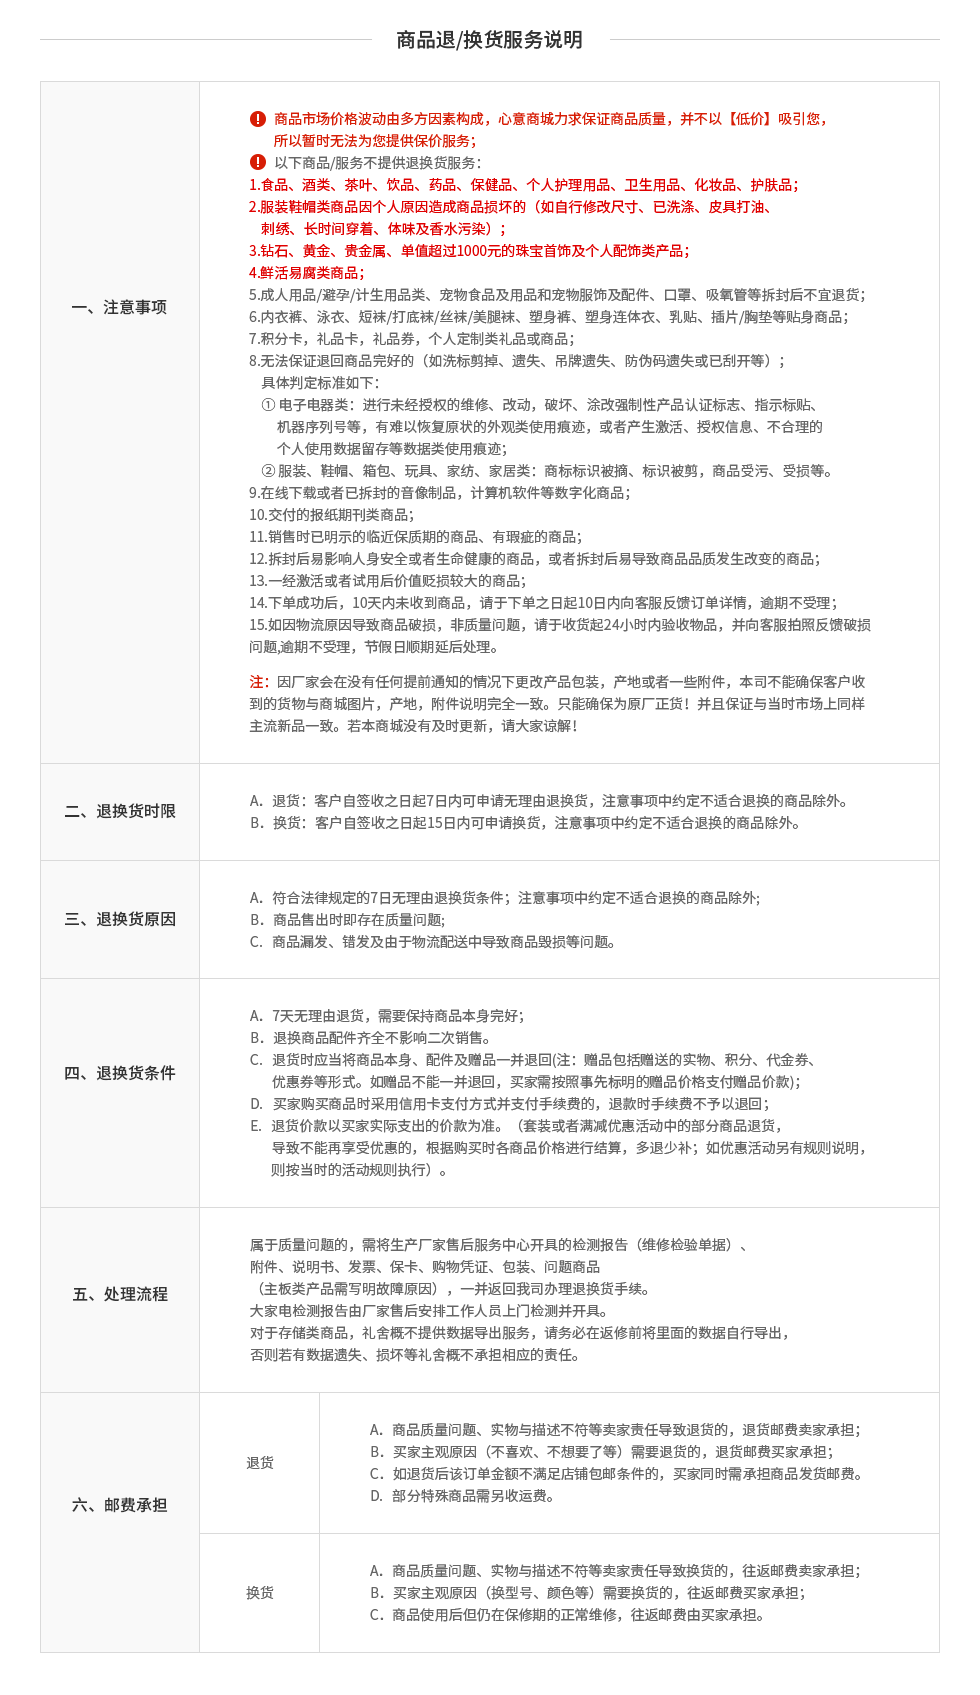 商品退/换货服务说明
一、注意事项
商品市场价格波动由多方因素构成，心意商城力求保证商品质量，并不以【低价】吸引您，
所以暂时无法为您提供保价服务；
以下商品/服务不提供退换货服务：
1.食品、酒类、茶叶、饮品、药品、保健品、个人护理用品、卫生用品、化妆品、护肤品；
2.服装鞋帽类商品因个人原因造成商品损坏的（如自行修改尺寸、已洗涤、皮具打油、
刺绣、长时间穿着、体味及香水污染）；
3.钻石、黄金、贵金属、单值超过1000元的珠宝首饰及个人配饰类产品；
4.鲜活易腐类商品；
5.成人用品/避孕/计生用品类、宠物食品及用品和宠物服饰及配件、口罩、吸氧管等拆封后不宜退货；
6.内衣裤、泳衣、短袜/打底袜/丝袜/美腿袜、塑身裤、塑身连体衣、乳贴、插片/胸垫等贴身商品；
7.积分卡，礼品卡，礼品券，个人定制类礼品或商品；
8.无法保证退回商品完好的（如洗标剪掉、遗失、吊牌遗失、防伪码遗失或已刮开等）；
具体判定标准如下：
① 电子电器类：进行未经授权的维修、改动，破坏、涂改强制性产品认证标志、指示标贴、
机器序列号等，有难以恢复原状的外观类使用痕迹，或者产生激活、授权信息、不合理的
个人使用数据留存等数据类使用痕迹；
② 服装、鞋帽、箱包、玩具、家纺、家居类：商标标识被摘、标识被剪，商品受污、受损等。
9.在线下载或者已拆封的音像制品，计算机软件等数字化商品；
10.交付的报纸期刊类商品；
11.销售时已明示的临近保质期的商品、有瑕疵的商品；
12.拆封后易影响人身安全或者生命健康的商品，或者拆封后易导致商品品质发生改变的商品；
13.一经激活或者试用后价值贬损较大的商品；
14.下单成功后，10天内未收到商品，请于下单之日起10日内向客服反馈订单详情，逾期不受理；
15.如因物流原因导致商品破损，非质量问题，请于收货起24小时内验收物品，并向客服拍照反馈破损
问题,逾期不受理，节假日顺期延后处理。
注：因厂家会在没有任何提前通知的情况下更改产品包装，产地或者一些附件，本司不能确保客户收
到的货物与商城图片，产地，附件说明完全一致。只能确保为原厂正货！并且保证与当时市场上同样
主流新品一致。若本商城没有及时更新，请大家谅解！
二、退换货时限
A．退货：客户自签收之日起7日内可申请无理由退换货，注意事项中约定不适合退换的商品除外。
B．换货：客户自签收之日起15日内可申请换货，注意事项中约定不适合退换的商品除外。
三、退换货原因
A．符合法律规定的7日无理由退换货条件；注意事项中约定不适合退换的商品除外;
B．商品售出时即存在质量问题;
C．商品漏发、错发及由于物流配送中导致商品毁损等问题。
四、退换货条件
A．7天无理由退货，需要保持商品本身完好；
B．退换商品配件齐全不影响二次销售。
C．退货时应当将商品本身、配件及赠品一并退回(注：赠品包括赠送的实物、积分、代金券、
优惠券等形式。如赠品不能一并退回，买家需按照事先标明的赠品价格支付赠品价款)；
D．买家购买商品时采用信用卡支付方式并支付手续费的，退款时手续费不予以退回；
E．退货价款以买家实际支出的价款为准。（套装或者满减优惠活动中的部分商品退货，
导致不能再享受优惠的，根据购买时各商品价格进行结算，多退少补；如优惠活动另有规则说明，
则按当时的活动规则执行）。
五、处理流程
属于质量问题的，需将生产厂家售后服务中心开具的检测报告（维修检验单据）、
附件、说明书、发票、保卡、购物凭证、包装、问题商品
（主板类产品需写明故障原因），一并返回我司办理退换货手续。
大家电检测报告由厂家售后安排工作人员上门检测并开具。
对于存储类商品，礼舍概不提供数据导出服务，请务必在返修前将里面的数据自行导出，
否则若有数据遗失、损坏等礼舍概不承担相应的责任。
六、邮费承担
退货
A．商品质量问题、实物与描述不符等卖家责任导致退货的，退货邮费卖家承担；
B．买家主观原因（不喜欢、不想要了等）需要退货的，退货邮费买家承担；
C．如退货后该订单金额不满足店铺包邮条件的，买家同时需承担商品发货邮费。
D．部分特殊商品需另收运费。
换货
A．商品质量问题、实物与描述不符等卖家责任导致换货的，往返邮费卖家承担；
B．买家主观原因（换型号、颜色等）需要换货的，往返邮费买家承担；
C．商品使用后但仍在保修期的正常维修，往返邮费由买家承担。